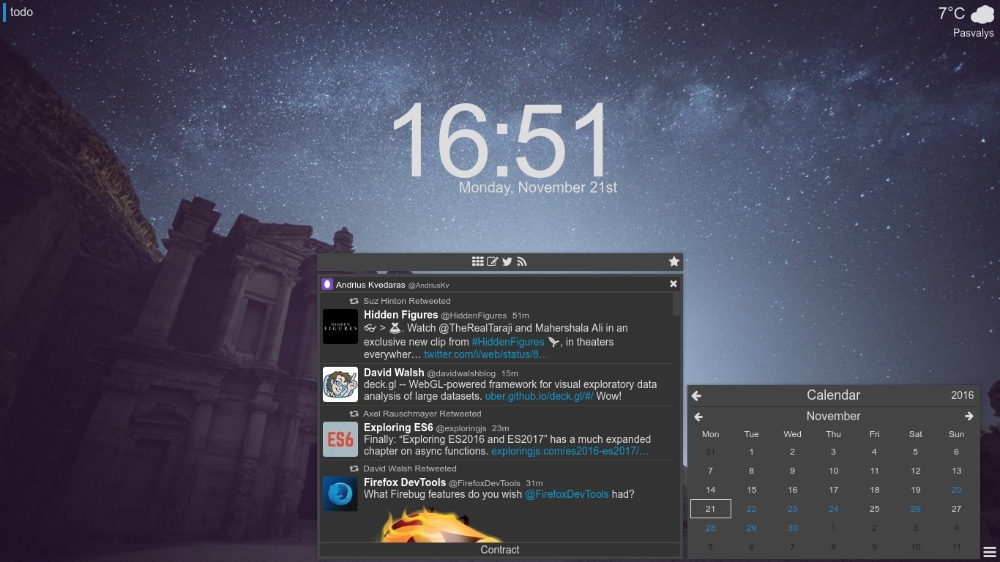 todo
7°C
Pasvalys
16:51
Monday, November 21st
Andrius Kvedaras @AndriusKv
Suz Hinton Retweeted
HIDDEN
FIGURES
Hidden Figures @HiddenFigures 51m
👓 > 👗. Watch @TheRealTaraji and Mahershala Ali in an
exclusive new clip from #HiddenFigures 🕊, in theaters
everywher… twitter.com/i/web/status/8…
David Walsh @davidwalshblog 15m
deck.gl -- WebGL-powered framework for visual exploratory data
analysis of large datasets. uber.github.io/deck.gl/#/ Wow!
Axel Rauschmayer Retweeted
ES6
Exploring ES6 @exploringjs 23m
Finally: “Exploring ES2016 and ES2017” has a much expanded
chapter on async functions. exploringjs.com/es2016-es2017/…
David Walsh Retweeted
Firefox DevTools @FirefoxDevTools 31m
What Firebug features do you wish @FirefoxDevTools had?
Contract
Calendar 2016
November
Mon Tue Wed Thu Fri Sat Sun
31 1 2 3 4 5 6
7 8 9 10 11 12 13
14 15 16 17 18 19 20
21 22 23 24 25 26 27
28 29 30 1 2 3 4
5 6 7 8 9 10 11